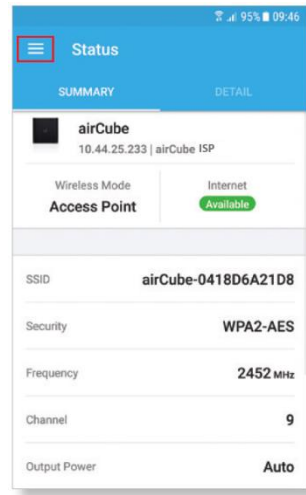 95% 09:46
Status
SUMMARY DETAIL
airCube
10.44.25.233 | airCube ISP
Wireless Mode Internet
Access Point Available
SSID airCube-0418D6A21D8
Security WPA2-AES
Frequency 2452 MHz
Channel 9
Output Power Auto